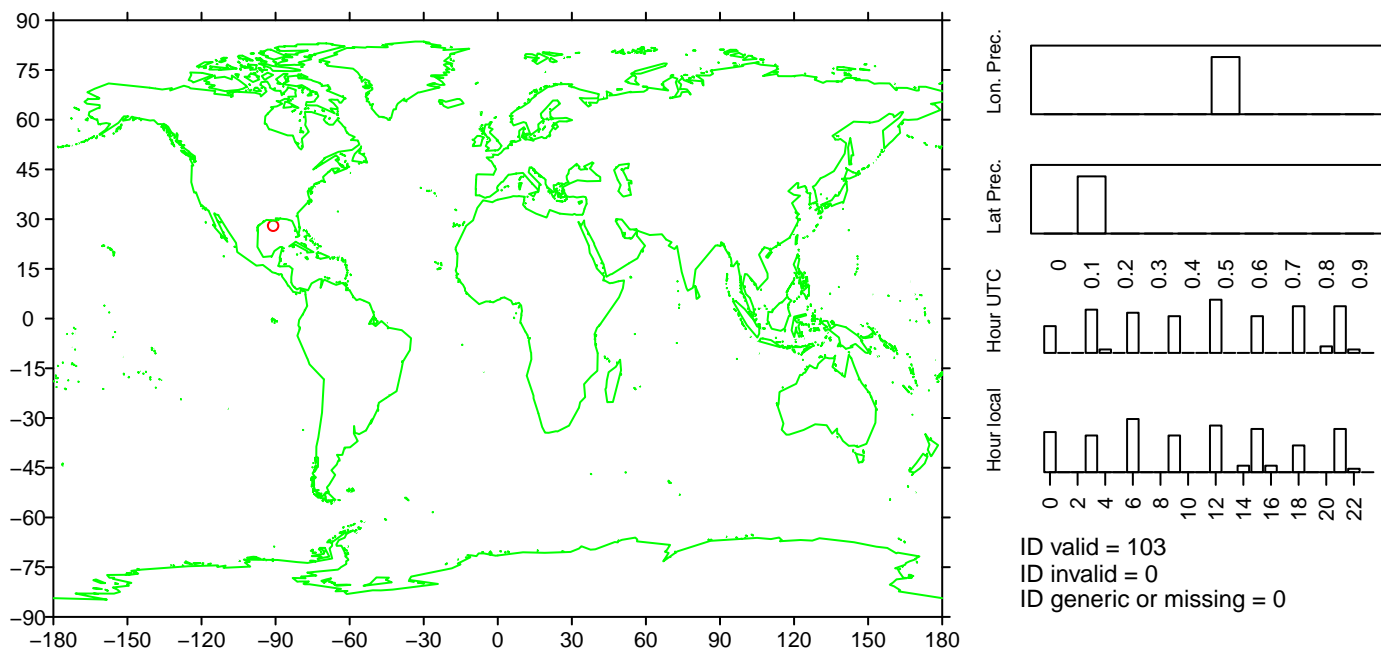 90
75
60
45
30
15
0
−15
−30
−45
−60
−75
−90
−180 −150 −120 −90 −60 −30 0 30 60 90 120 150 180
Lon. Prec.
Lat Prec.
0 0.1 0.2 0.3 0.4 0.5 0.6 0.7 0.8 0.9
Hour UTC
Hour local
0 2 4 6 8 10 12 14 16 18 20 22
ID valid = 103
ID invalid = 0
ID generic or missing = 0